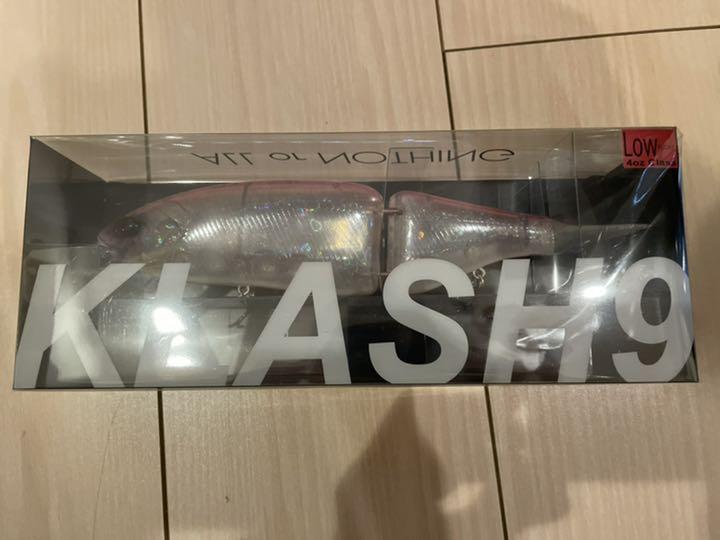 ALL or NOTHING
LOW
4oz Class
KLASH9